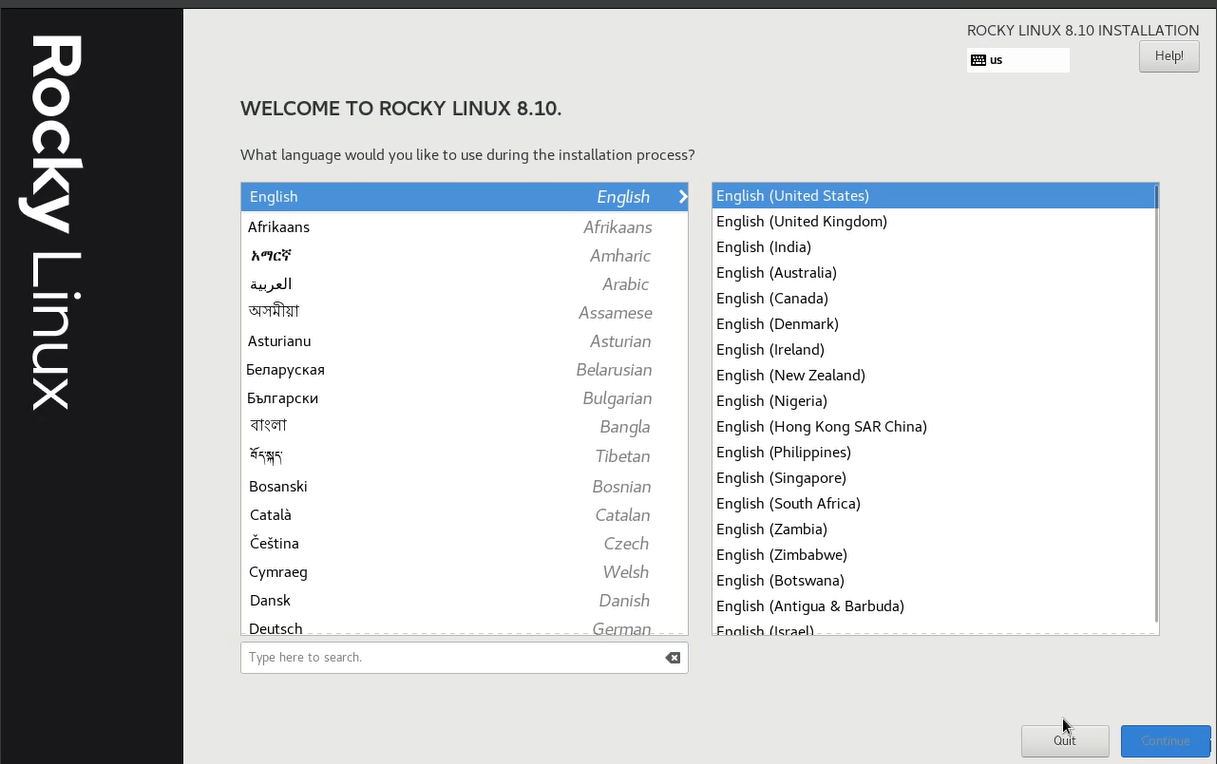 Rocky Linux
ROCKY LINUX 8.10 INSTALLATION
us
Help!
WELCOME TO ROCKY LINUX 8.10.
What language would you like to use during the installation process?
English English
Afrikaans Afrikaans
አማርኛ Amharic
العربية Arabic
অসমীয়া Assamese
Asturianu Asturian
Беларуская Belarusian
Български Bulgarian
বাংলা Bangla
བོད་སྐད་ Tibetan
Bosanski Bosnian
Català Catalan
Čeština Czech
Cymraeg Welsh
Dansk Danish
Deutsch German
English (United States)
English (United Kingdom)
English (India)
English (Australia)
English (Canada)
English (Denmark)
English (Ireland)
English (New Zealand)
English (Nigeria)
English (Hong Kong SAR China)
English (Philippines)
English (Singapore)
English (South Africa)
English (Zambia)
English (Zimbabwe)
English (Botswana)
English (Antigua & Barbuda)
English (Israel)
Type here to search.
Quit
Continue